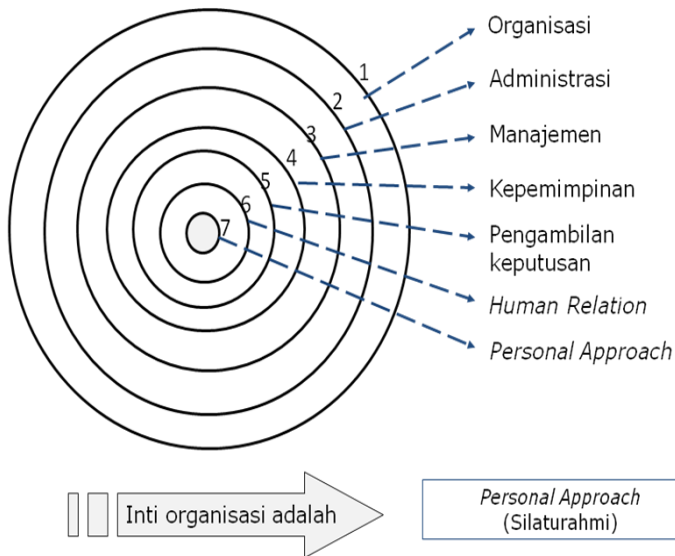 1
Organisasi
2
Administrasi
3
Manajemen
4
Kepemimpinan
5
Pengambilan
keputusan
6
Human Relation
7
Personal Approach
Inti organisasi adalah
Personal Approach
(Silaturahmi)